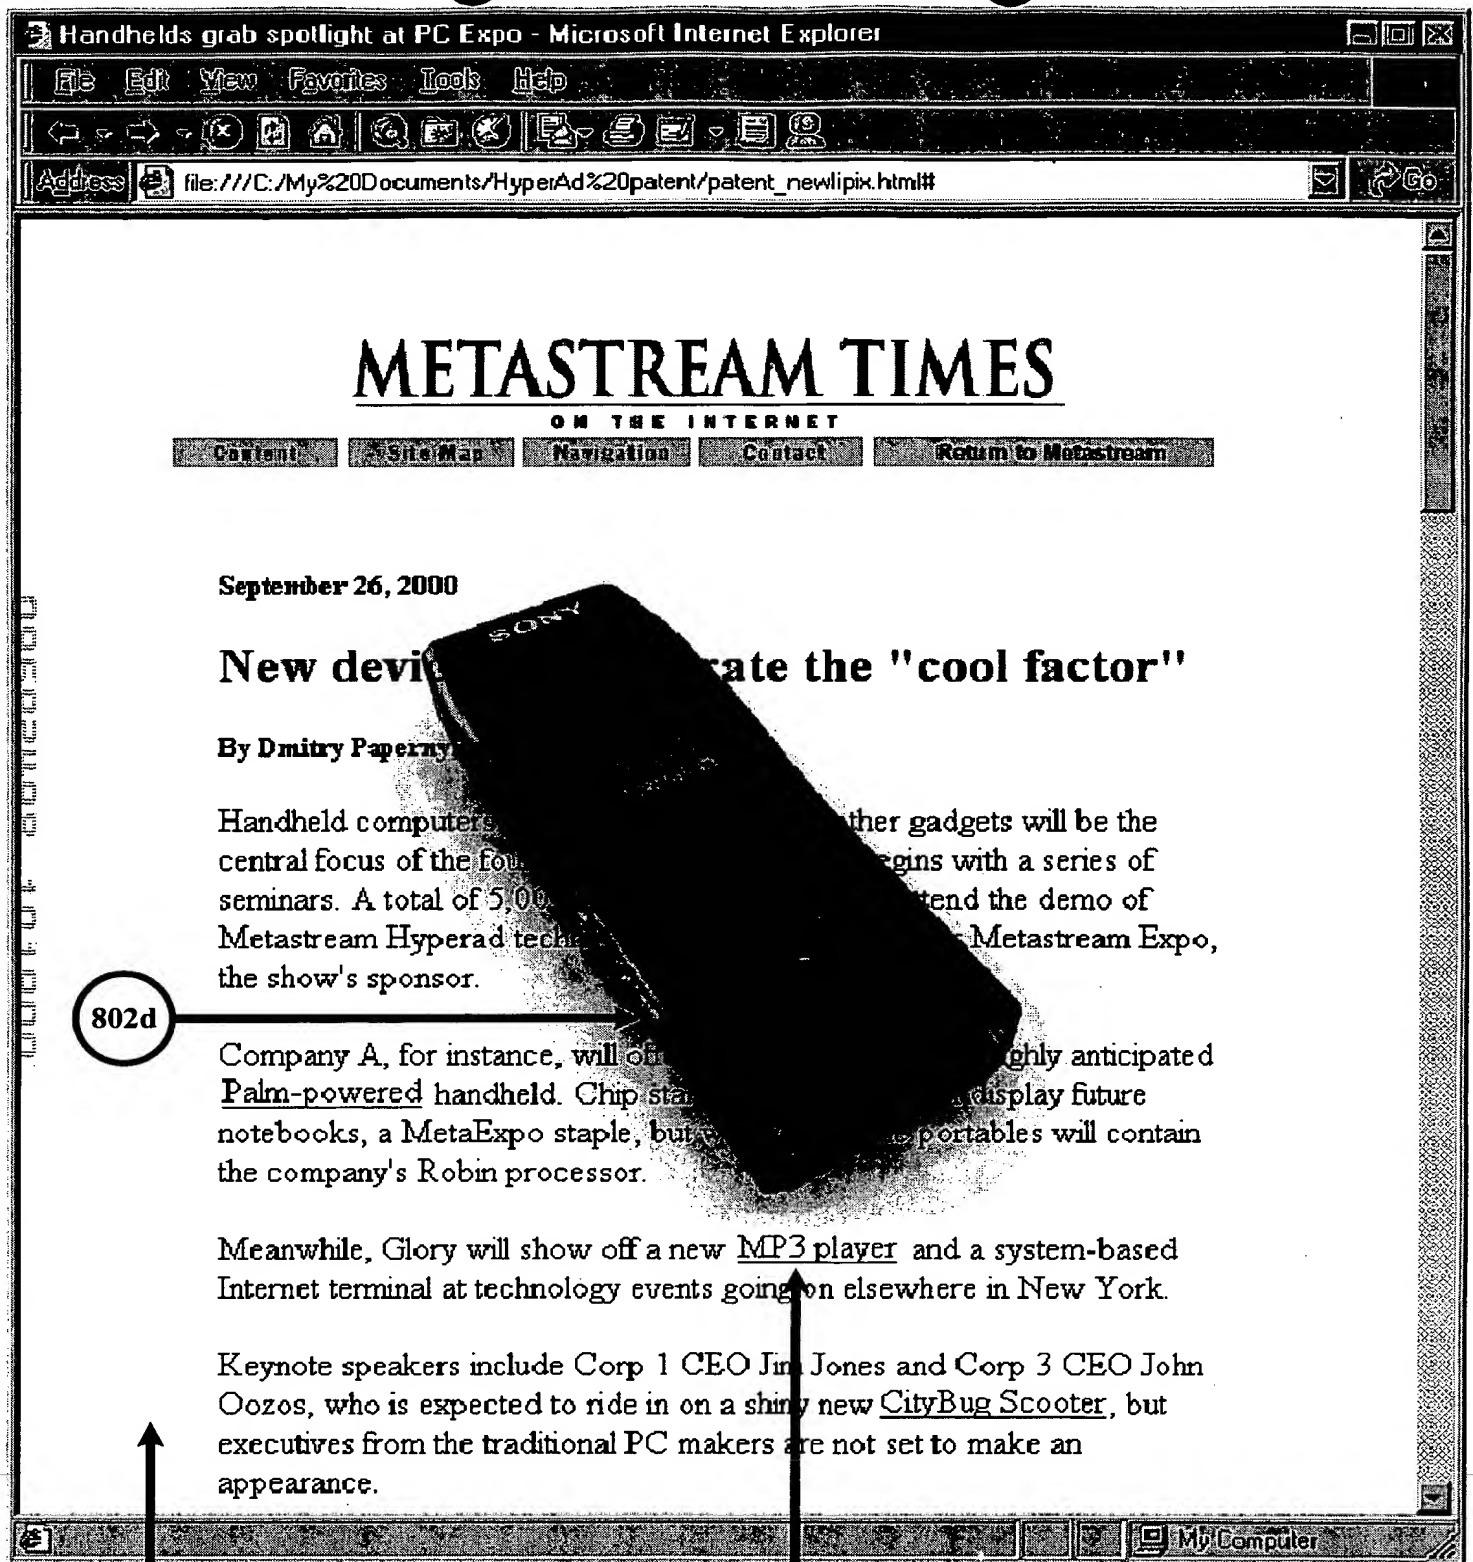 Handhelds grab spotlight at PC Expo - Microsoft Internet Explorer
File Edit View Favorites Tools Help
Address file:///C:/My%20Documents/HyperAd%20patent/patent_newlipix.html# Go
METASTREAM TIMES
ON THE INTERNET
Content Site Map Navigation Contact Return to Metastream
September 26, 2000
SONY
New devi rate the "cool factor"
By Dmitry Paperny
Handheld computers ther gadgets will be the
central focus of the fou egins with a series of
seminars. A total of 5,00 tend the demo of
Metastream Hyperad tech Metastream Expo,
the show's sponsor.
802d
Company A, for instance, will of ghly anticipated
Palm-powered handheld. Chip sta display future
notebooks, a MetaExpo staple, but portables will contain
the company's Robin processor.
Meanwhile, Glory will show off a new MP3 player and a system-based
Internet terminal at technology events going on elsewhere in New York.
Keynote speakers include Corp 1 CEO Jim Jones and Corp 3 CEO John
Oozos, who is expected to ride in on a shiny new CityBug Scooter, but
executives from the traditional PC makers are not set to make an
appearance.
My Computer